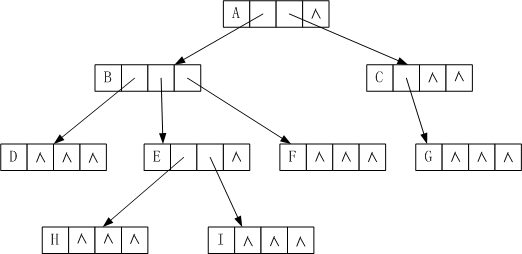 A ∧
B C ∧ ∧
D ∧ ∧ ∧ E ∧ F ∧ ∧ ∧ G ∧ ∧ ∧
H ∧ ∧ ∧ I ∧ ∧ ∧